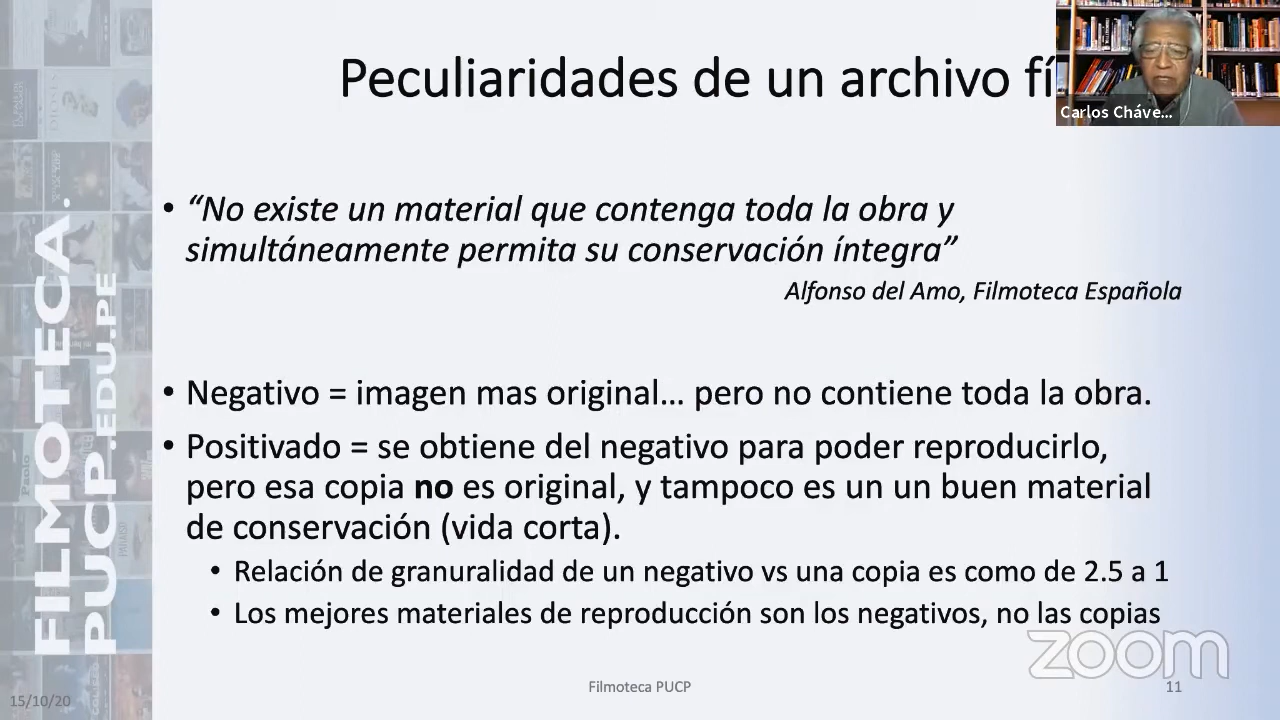 Peculiaridades de un archivo fí
Carlos Cháve...
• “No existe un material que contenga toda la obra y
simultáneamente permita su conservación íntegra”
Alfonso del Amo, Filmoteca Española
• Negativo = imagen mas original... pero no contiene toda la obra.
• Positivado = se obtiene del negativo para poder reproducirlo,
pero esa copia no es original, y tampoco es un un buen material
de conservación (vida corta).
• Relación de granuralidad de un negativo vs una copia es como de 2.5 a 1
• Los mejores materiales de reproducción son los negativos, no las copias
FILMOTECA.
PUCP.EDU.PE
zoom
15/10/20
Filmoteca PUCP
11